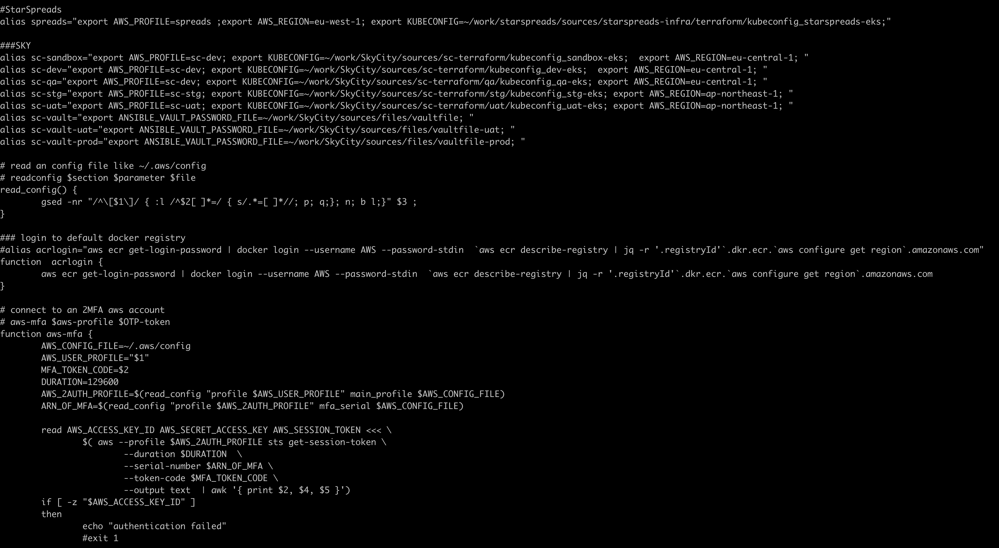 #StarSpreads
alias spreads="export AWS_PROFILE=spreads ;export AWS_REGION=eu-west-1; export KUBECONFIG=~/work/starspreads/sources/starspreads-infra/terraform/kubeconfig_starspreads-eks;"

###SKY
alias sc-sandbox="export AWS_PROFILE=sc-dev; export KUBECONFIG=~/work/SkyCity/sources/sc-terraform/kubeconfig_sandbox-eks;  export AWS_REGION=eu-central-1; "
alias sc-dev="export AWS_PROFILE=sc-dev; export KUBECONFIG=~/work/SkyCity/sources/sc-terraform/kubeconfig_dev-eks;  export AWS_REGION=eu-central-1; "
alias sc-qa="export AWS_PROFILE=sc-dev; export KUBECONFIG=~/work/SkyCity/sources/sc-terraform/qa/kubeconfig_qa-eks; export AWS_REGION=eu-central-1; "
alias sc-stg="export AWS_PROFILE=sc-stg; export KUBECONFIG=~/work/SkyCity/sources/sc-terraform/stg/kubeconfig_stg-eks; export AWS_REGION=ap-northeast-1; "
alias sc-uat="export AWS_PROFILE=sc-uat; export KUBECONFIG=~/work/SkyCity/sources/sc-terraform/uat/kubeconfig_uat-eks; export AWS_REGION=ap-northeast-1; "
alias sc-vault="export ANSIBLE_VAULT_PASSWORD_FILE=~/work/SkyCity/sources/files/vaultfile; "
alias sc-vault-uat="export ANSIBLE_VAULT_PASSWORD_FILE=~/work/SkyCity/sources/files/vaultfile-uat; "
alias sc-vault-prod="export ANSIBLE_VAULT_PASSWORD_FILE=~/work/SkyCity/sources/files/vaultfile-prod; "

# read an config file like ~/.aws/config
# readconfig $section $parameter $file
read_config() {
        gsed -nr "/^\[$1\]/ { :l /^$2[ ]*=/ { s/.*=[ ]*//; p; q;}; n; b l;}" $3 ;
}

### login to default docker registry
#alias acrlogin="aws ecr get-login-password | docker login --username AWS --password-stdin  `aws ecr describe-registry | jq -r '.registryId'`.dkr.ecr.`aws configure get region`.amazonaws.com"
function  acrlogin {
        aws ecr get-login-password | docker login --username AWS --password-stdin  `aws ecr describe-registry | jq -r '.registryId'`.dkr.ecr.`aws configure get region`.amazonaws.com
}

# connect to an 2MFA aws account
# aws-mfa $aws-profile $OTP-token
function aws-mfa {
        AWS_CONFIG_FILE=~/.aws/config
        AWS_USER_PROFILE="$1"
        MFA_TOKEN_CODE=$2
        DURATION=129600
        AWS_2AUTH_PROFILE=$(read_config "profile $AWS_USER_PROFILE" main_profile $AWS_CONFIG_FILE)
        ARN_OF_MFA=$(read_config "profile $AWS_2AUTH_PROFILE" mfa_serial $AWS_CONFIG_FILE)

        read AWS_ACCESS_KEY_ID AWS_SECRET_ACCESS_KEY AWS_SESSION_TOKEN <<< \
                $( aws --profile $AWS_2AUTH_PROFILE sts get-session-token \
                        --duration $DURATION  \
                        --serial-number $ARN_OF_MFA \
                        --token-code $MFA_TOKEN_CODE \
                        --output text  | awk '{ print $2, $4, $5 }')
        if [ -z "$AWS_ACCESS_KEY_ID" ]
        then
                echo "authentication failed"
                #exit 1